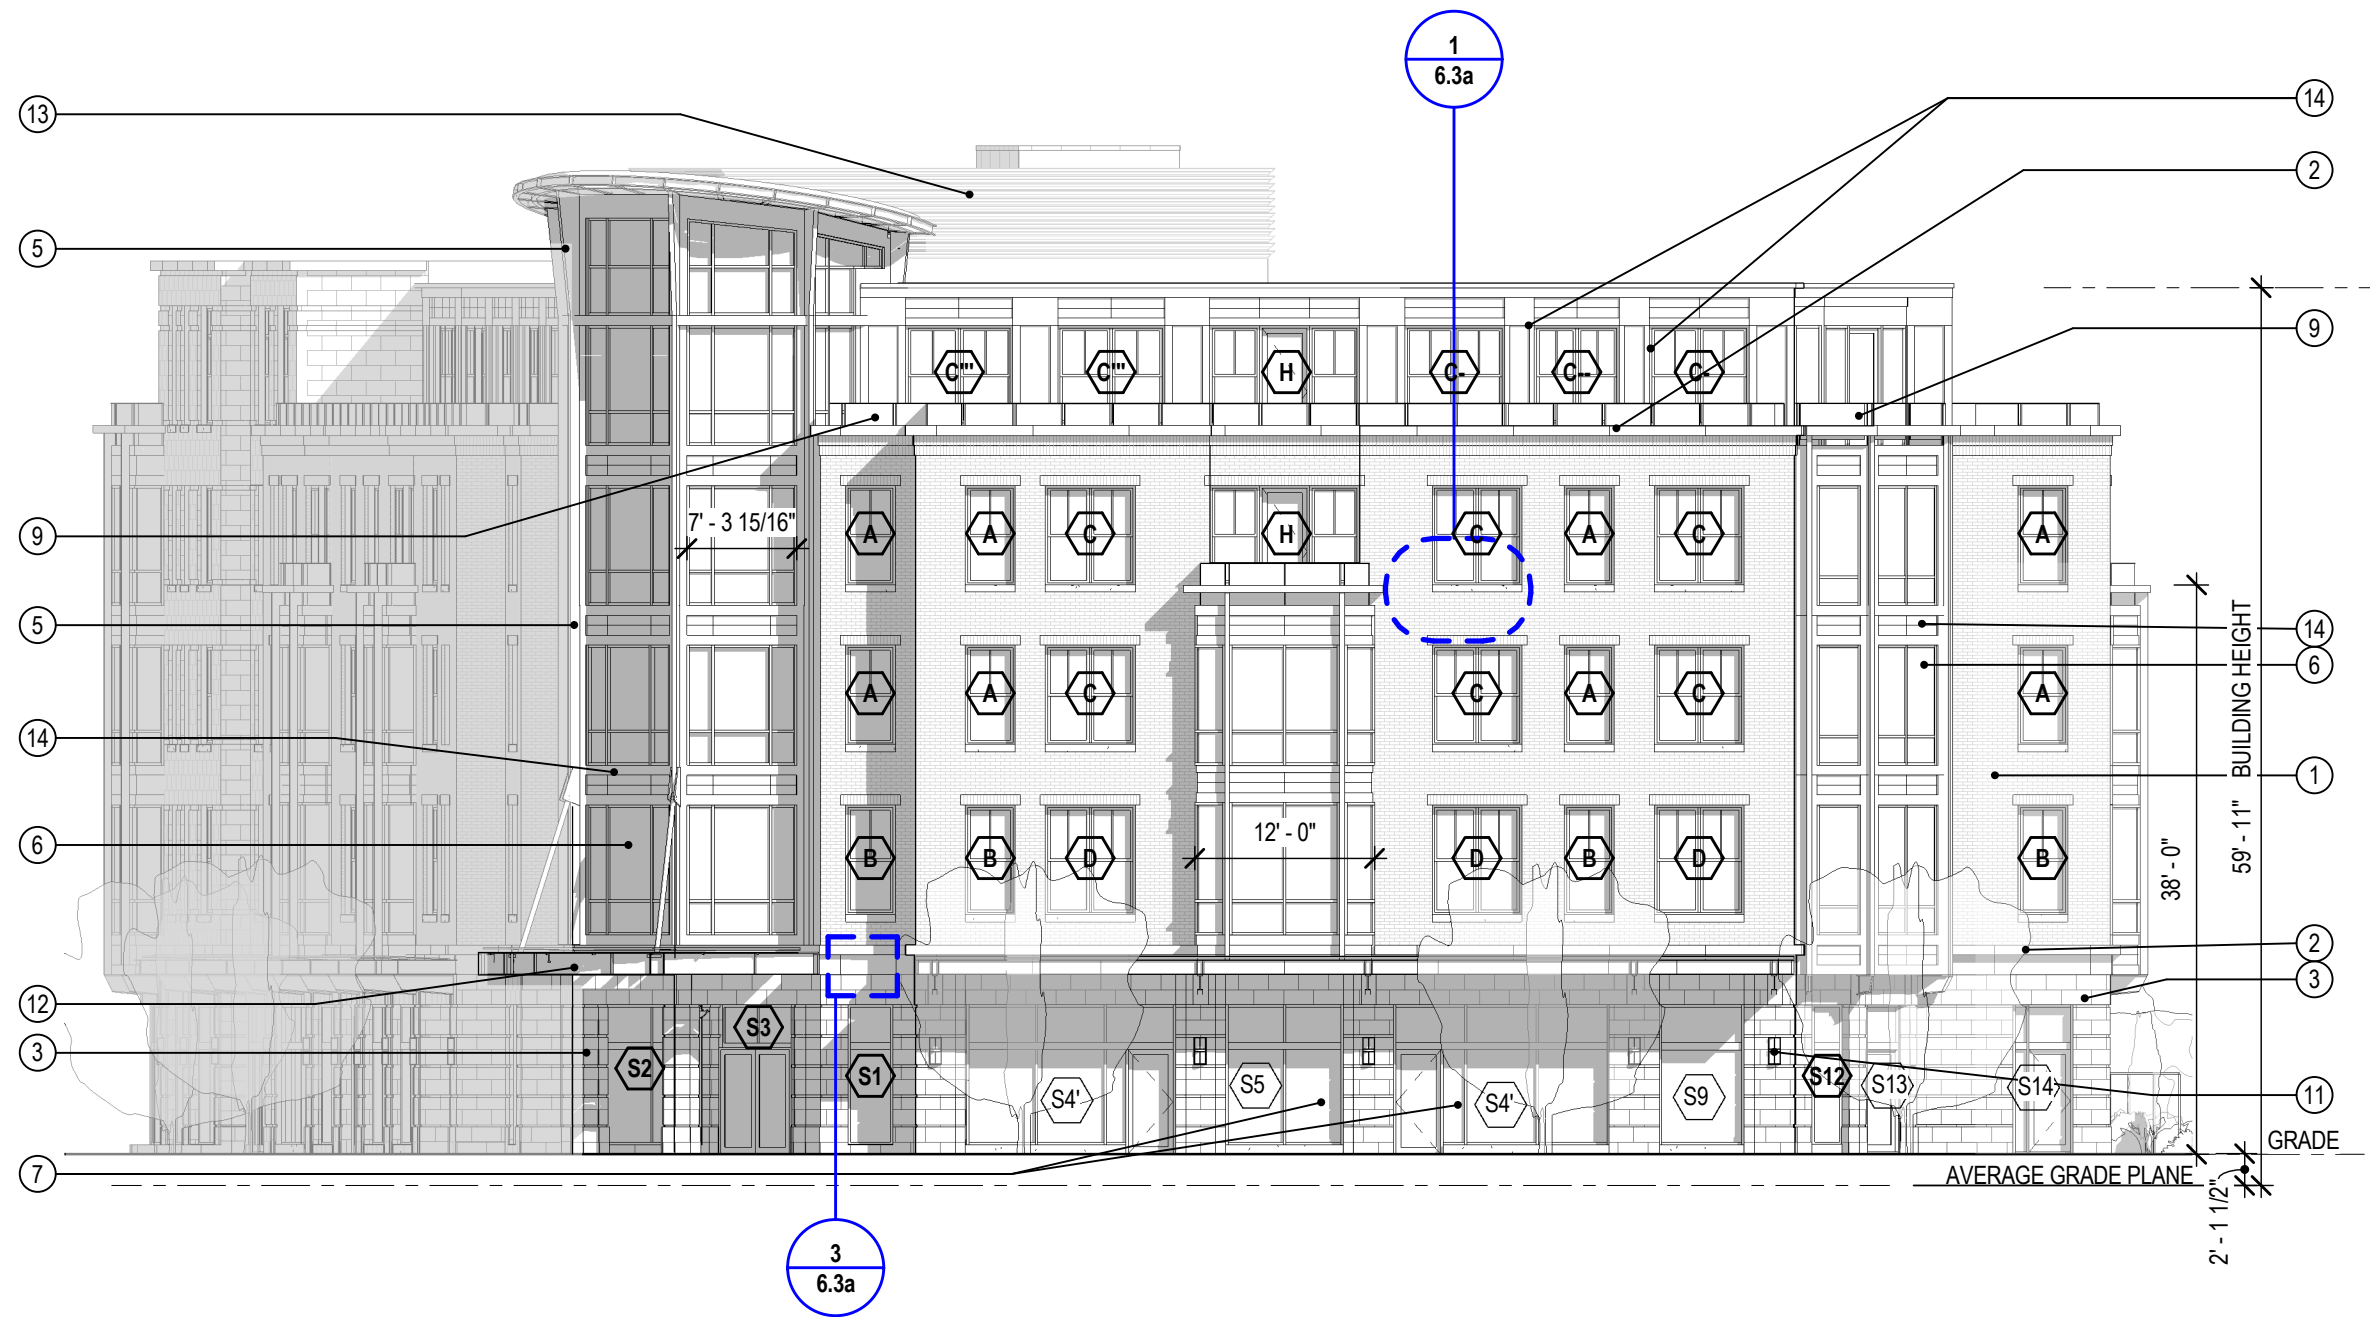 1
6.3a
13
14
2
5
9
C'''
C'''
H
C-
C--
C-
9
7' - 3 15/16"
A
A
C
H
C
A
C
A
5
14
6
A
A
C
C
A
C
A
BUILDING HEIGHT
59' - 11"
14
1
6
12' - 0"
B
B
D
D
B
D
B
38' - 0"
2
3
12
3
S3
S2
S1
S4'
S5
S4'
S9
S12
S13
S14
11
GRADE
7
AVERAGE GRADE PLANE
2' - 1 1/2"
3
6.3a